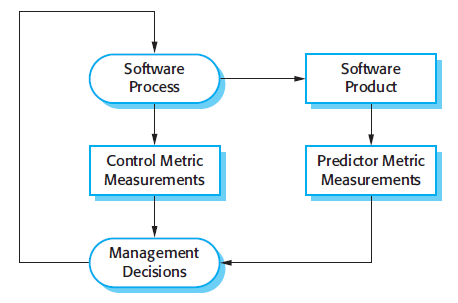 Software
Process
Software
Product
Control Metric
Measurements
Predictor Metric
Measurements
Management
Decisions